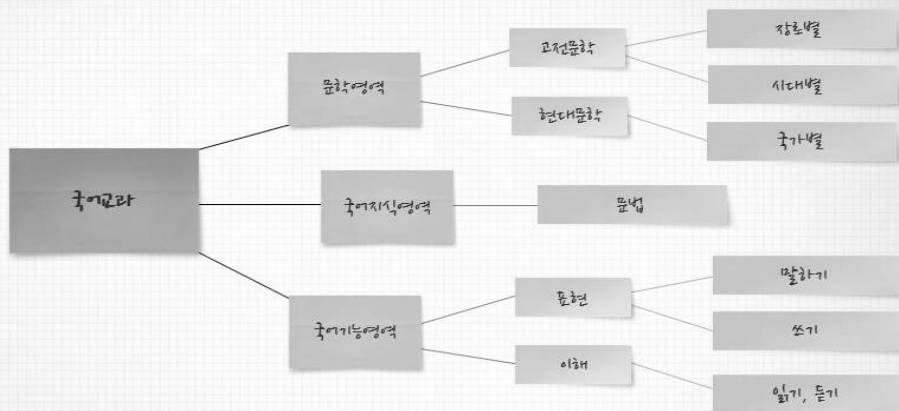 국어교과
문학영역
고전문학
장르별
시대별
현대문학
국가별
국어지식영역
문법
국어기능영역
표현
말하기
쓰기
이해
읽기, 듣기